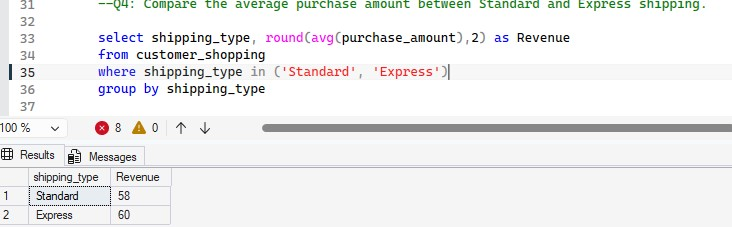 31 --Q4: Compare the average purchase amount between Standard and Express shipping.
32
33 select shipping_type, round(avg(purchase_amount),2) as Revenue
34 from customer_shopping
35 where shipping_type in ('Standard', 'Express')
36 group by shipping_type
37
100 % 8 0
Results Messages
shipping_type Revenue
1 Standard 58
2 Express 60